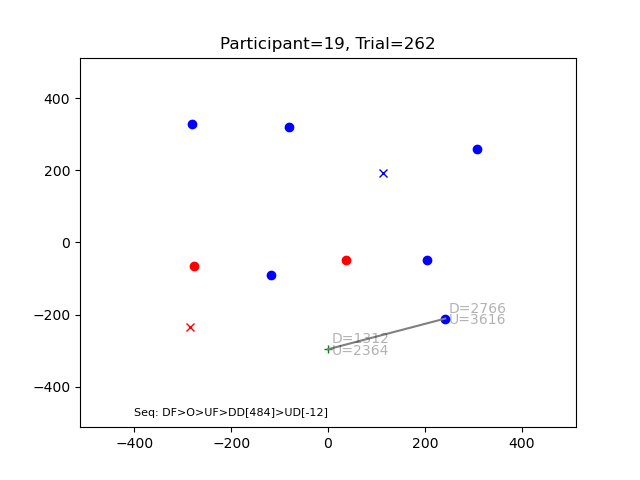 Participant=19, Trial=262
400
200
0
−200
−400
D=2766
U=3616
D=1312
U=2364
Seq: DF>O>UF>DD[484]>UD[-12]
−400
−200
0
200
400